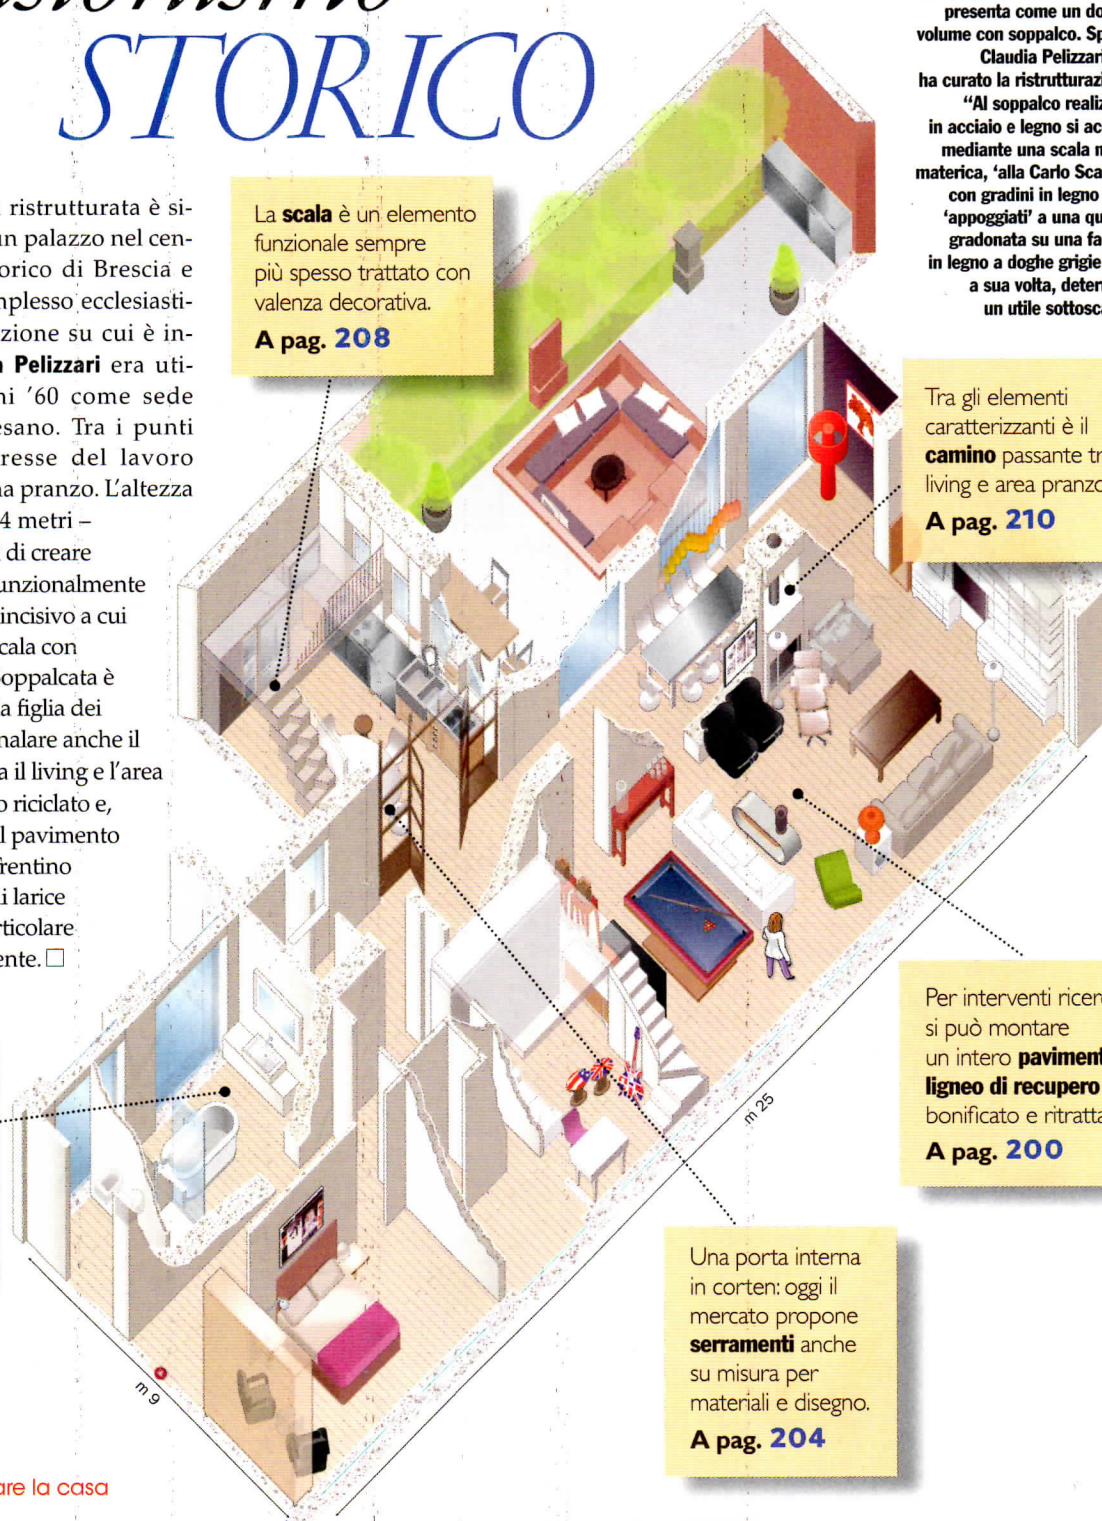 STORICO
ristrutturata è si-
un palazzo nel cen-
orico di Brescia e
mplesso ecclesiasti-
zione su cui è in-
Pelizzari era uti-
ni ’60 come sede
esano. Tra i punti
resse del lavoro
na pranzo. L’altezza
4 metri –
di creare
unzionalmente
incisivo a cui
cala con
oppalcata è
a figlia dei
nalare anche il
a il living e l’area
o riciclato e,
l pavimento
Trentino
i larice
rticolare
ente. □
presenta come un do
volume con soppalco. Sp
Claudia Pelizzari
ha curato la ristrutturazi
“Al soppalco realiz
in acciaio e legno si ac
mediante una scala m
materica, ‘alla Carlo Sca
con gradini in legno
‘appoggiati’ a una qu
gradonata su una fa
in legno a doghe grigie
a sua volta, deter
un utile sottosca
La scala è un elemento
funzionale sempre
più spesso trattato con
valenza decorativa.
A pag. 208
Tra gli elementi
caratterizzanti è il
camino passante tr
living e area pranzo
A pag. 210
Per interventi ricer
si può montare
un intero paviment
ligneo di recupero
bonificato e ritratta
A pag. 200
Una porta interna
in corten: oggi il
mercato propone
serramenti anche
su misura per
materiali e disegno.
A pag. 204
m 25
m 9
are la casa